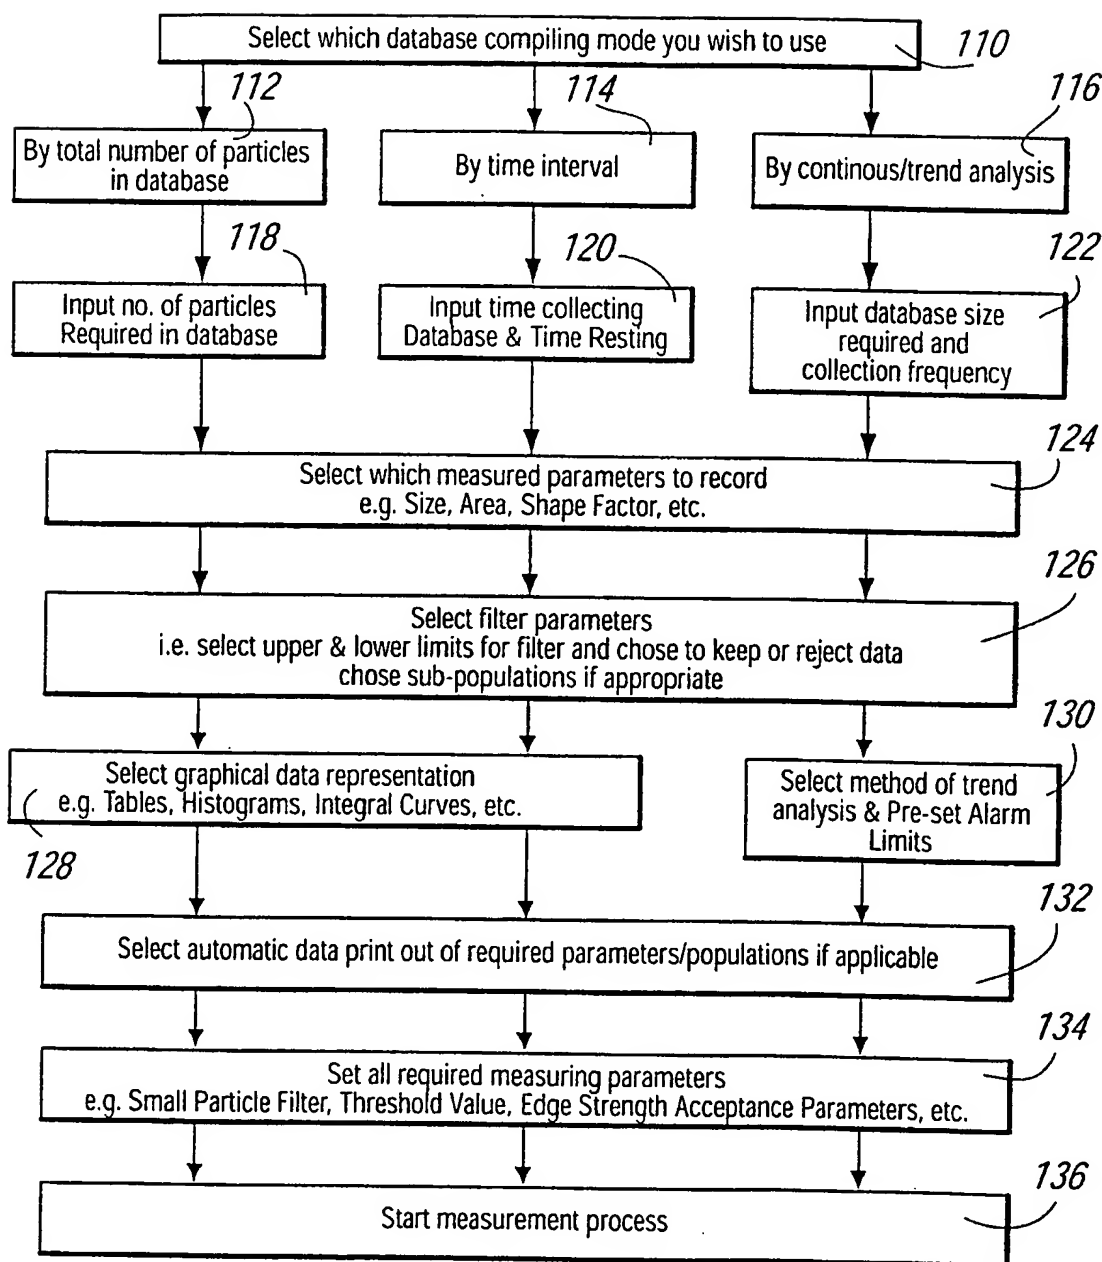 Select which database compiling mode you wish to use
110
112
114
116
By total number of particles
in database
By time interval
By continous/trend analysis
118
120
122
Input no. of particles
Required in database
Input time collecting
Database & Time Resting
Input database size
required and
collection frequency
124
Select which measured parameters to record
e.g. Size, Area, Shape Factor, etc.
126
Select filter parameters
i.e. select upper & lower limits for filter and chose to keep or reject data
chose sub-populations if appropriate
130
Select graphical data representation
e.g. Tables, Histograms, Integral Curves, etc.
128
Select method of trend
analysis & Pre-set Alarm
Limits
132
Select automatic data print out of required parameters/populations if applicable
134
Set all required measuring parameters
e.g. Small Particle Filter, Threshold Value, Edge Strength Acceptance Parameters, etc.
136
Start measurement process